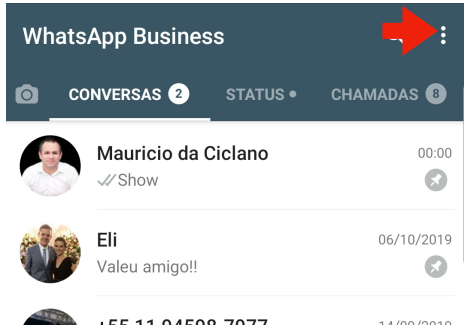 WhatsApp Business
CONVERSAS 2 STATUS CHAMADAS 8
Mauricio da Ciclano 00:00
Show
Eli 06/10/2019
Valeu amigo!!